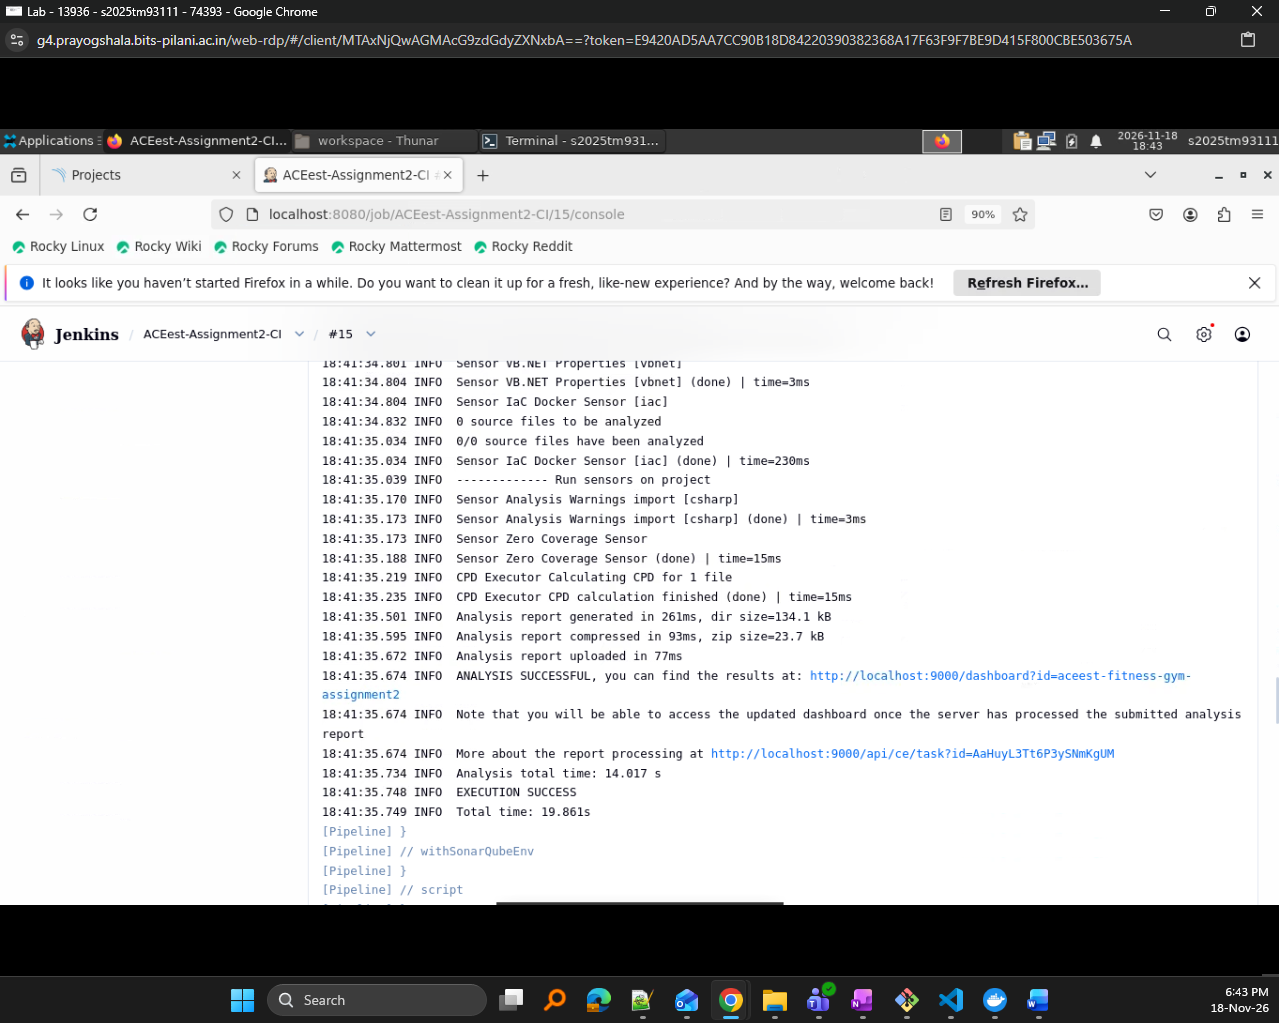 Lab - 13936 - s2025tm93111 - 74393 - Google Chrome
g4.prayogshala.bits-pilani.ac.in/web-rdp/#/client/MTAxNjQwAGMAcG9zdGdyZXNxbA==?token=E9420AD5AA7CC90B18D84220390382368A17F63F9F7BE9D415F800CBE503675A
Applications ACEest-Assignment2-CI... workspace - Thunar Terminal - s2025tm931... 2026-11-18 s2025tm93111
18:43
Projects ACEest-Assignment2-CI
localhost:8080/job/ACEest-Assignment2-CI/15/console 90%
Rocky Linux Rocky Wiki Rocky Forums Rocky Mattermost Rocky Reddit
It looks like you haven’t started Firefox in a while. Do you want to clean it up for a fresh, like-new experience? And by the way, welcome back! Refresh Firefox...
Jenkins / ACEest-Assignment2-CI / #15
18:41:34.801 INFO Sensor VB.NET Properties [vbnet]
18:41:34.804 INFO Sensor VB.NET Properties [vbnet] (done) | time=3ms
18:41:34.804 INFO Sensor IaC Docker Sensor [iac]
18:41:34.832 INFO 0 source files to be analyzed
18:41:35.034 INFO 0/0 source files have been analyzed
18:41:35.034 INFO Sensor IaC Docker Sensor [iac] (done) | time=230ms
18:41:35.039 INFO ------------- Run sensors on project
18:41:35.170 INFO Sensor Analysis Warnings import [csharp]
18:41:35.173 INFO Sensor Analysis Warnings import [csharp] (done) | time=3ms
18:41:35.173 INFO Sensor Zero Coverage Sensor
18:41:35.188 INFO Sensor Zero Coverage Sensor (done) | time=15ms
18:41:35.219 INFO CPD Executor Calculating CPD for 1 file
18:41:35.235 INFO CPD Executor CPD calculation finished (done) | time=15ms
18:41:35.501 INFO Analysis report generated in 261ms, dir size=134.1 kB
18:41:35.595 INFO Analysis report compressed in 93ms, zip size=23.7 kB
18:41:35.672 INFO Analysis report uploaded in 77ms
18:41:35.674 INFO ANALYSIS SUCCESSFUL, you can find the results at: http://localhost:9000/dashboard?id=aceest-fitness-gym-
assignment2
18:41:35.674 INFO Note that you will be able to access the updated dashboard once the server has processed the submitted analysis
report
18:41:35.674 INFO More about the report processing at http://localhost:9000/api/ce/task?id=AaHuyL3Tt6P3ySNmKgUM
18:41:35.734 INFO Analysis total time: 14.017 s
18:41:35.748 INFO EXECUTION SUCCESS
18:41:35.749 INFO Total time: 19.861s
[Pipeline] }
[Pipeline] // withSonarQubeEnv
[Pipeline] }
[Pipeline] // script
Search
6:43 PM
18-Nov-26